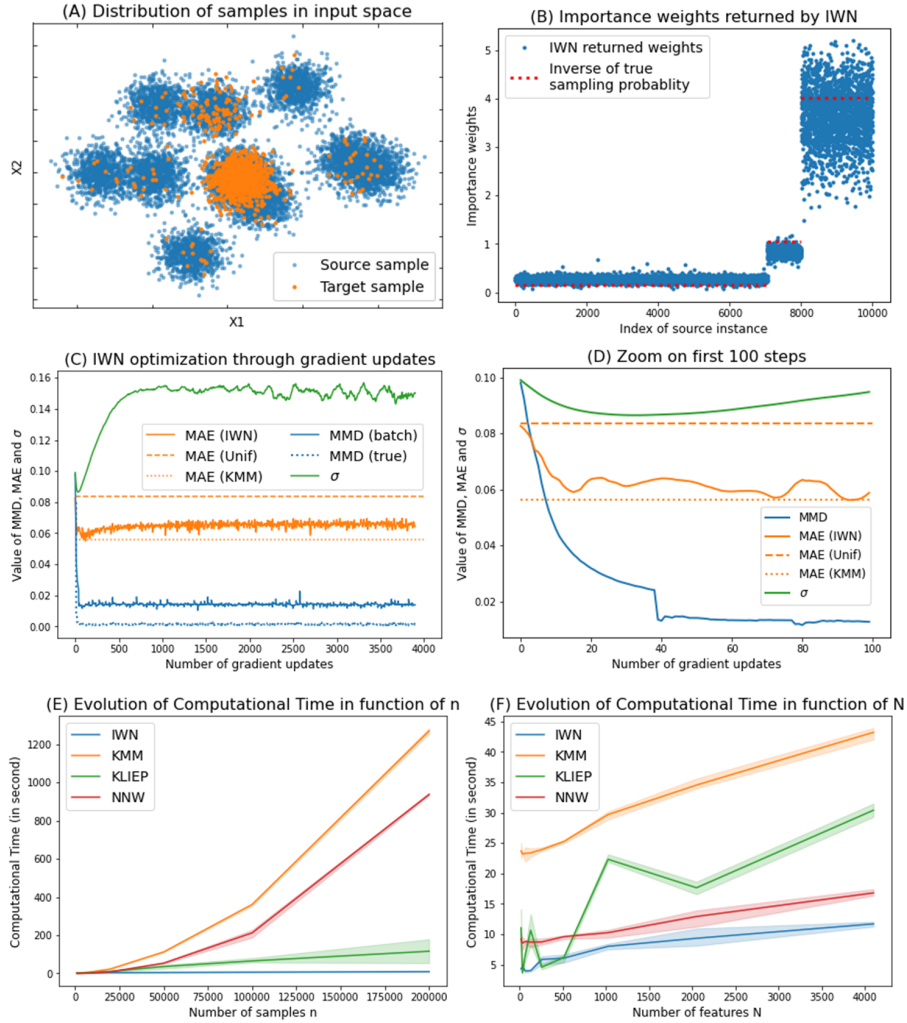 (A) Distribution of samples in input space
X2
Source sample
Target sample
X1
(B) Importance weights returned by IWN
Importance weights
5
4
3
2
1
0
IWN returned weights
Inverse of true
sampling probablity
0 2000 4000 6000 8000 10000
Index of source instance
(C) IWN optimization through gradient updates
Value of MMD, MAE and σ
0.16
0.14
0.12
0.10
0.08
0.06
0.04
0.02
0.00
MAE (IWN) MMD (batch)
MAE (Unif) MMD (true)
MAE (KMM) σ
0 500 1000 1500 2000 2500 3000 3500 4000
Number of gradient updates
(D) Zoom on first 100 steps
Value of MMD, MAE and σ
0.10
0.08
0.06
0.04
0.02
MMD
MAE (IWN)
MAE (Unif)
MAE (KMM)
σ
0 20 40 60 80 100
Number of gradient updates
(E) Evolution of Computational Time in function of n
Computational Time (in second)
1200
1000
800
600
400
200
0
IWN
KMM
KLIEP
NNW
0 25000 50000 75000 100000 125000 150000 175000 200000
Number of samples n
(F) Evolution of Computational Time in function of N
Computational Time (in second)
45
40
35
30
25
20
15
10
5
IWN
KMM
KLIEP
NNW
0 500 1000 1500 2000 2500 3000 3500 4000
Number of features N